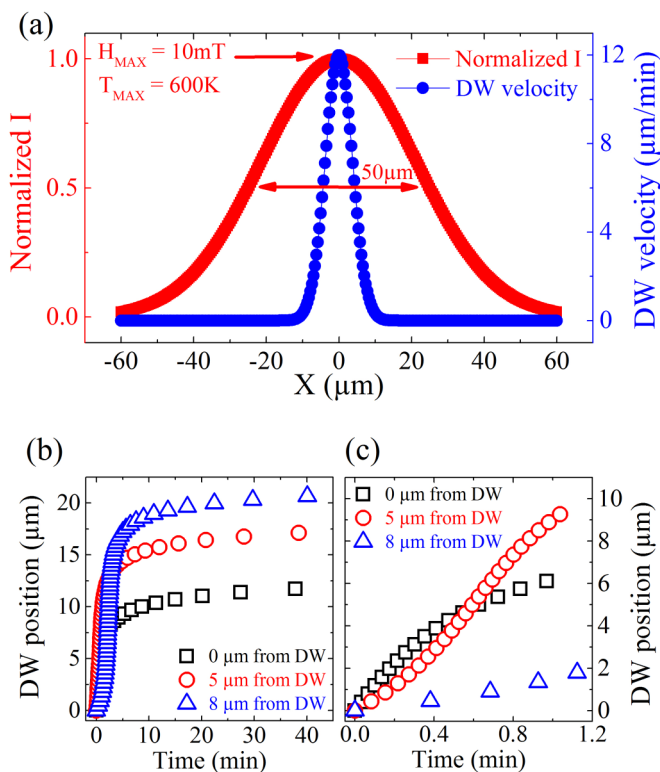 (a)
H_MAX = 10mT
T_MAX = 600K
Normalized I
DW velocity
50µm
1.0
0.5
0.0
Normalized I
12
8
4
0
DW velocity (µm/min)
-60 -40 -20 0 20 40 60
X (µm)
(b)
20
15
10
5
0
DW position (µm)
0 µm from DW
5 µm from DW
8 µm from DW
0 10 20 30 40
Time (min)
(c)
0 µm from DW
5 µm from DW
8 µm from DW
10
8
6
4
2
0
DW position (µm)
0.0 0.4 0.8 1.2
Time (min)